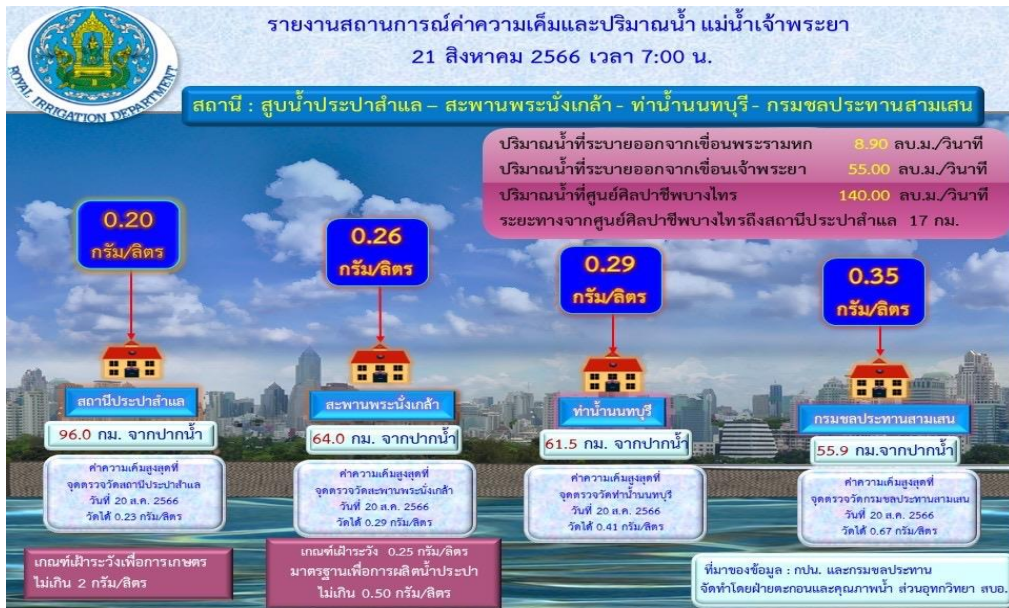 รายงานสถานการณ์ค่าความเค็มและปริมาณน้ำ แม่น้ำเจ้าพระยา
21 สิงหาคม 2566 เวลา 7:00 น.
ROYAL IRRIGATION DEPARTMENT
สถานี : สูบน้ำประปาสำแล – สะพานพระนั่งเกล้า - ท่าน้ำนนทบุรี - กรมชลประทานสามเสน
ปริมาณน้ำที่ระบายออกจากเขื่อนพระรามหก 8.90 ลบ.ม./วินาที
ปริมาณน้ำที่ระบายออกจากเขื่อนเจ้าพระยา 55.00 ลบ.ม./วินาที
ปริมาณน้ำที่ศูนย์ศิลปาชีพบางไทร 140.00 ลบ.ม./วินาที
ระยะทางจากศูนย์ศิลปาชีพบางไทรถึงสถานีประปาสำแล 17 กม.
0.20
กรัม/ลิตร
สถานีประปาสำแล
96.0 กม. จากปากน้ำ
ค่าความเค็มสูงสุดที่
จุดตรวจวัดสถานีประปาสำแล
วันที่ 20 ส.ค. 2566
วัดได้ 0.23 กรัม/ลิตร
0.26
กรัม/ลิตร
สะพานพระนั่งเกล้า
64.0 กม. จากปากน้ำ
ค่าความเค็มสูงสุดที่
จุดตรวจวัดสะพานพระนั่งเกล้า
วันที่ 20 ส.ค. 2566
วัดได้ 0.29 กรัม/ลิตร
0.29
กรัม/ลิตร
ท่าน้ำนนทบุรี
61.5 กม. จากปากน้ำ
ค่าความเค็มสูงสุดที่
จุดตรวจวัดท่าน้ำนนทบุรี
วันที่ 20 ส.ค. 2566
วัดได้ 0.41 กรัม/ลิตร
0.35
กรัม/ลิตร
กรมชลประทานสามเสน
55.9 กม.จากปากน้ำ
ค่าความเค็มสูงสุดที่
จุดตรวจวัดกรมชลประทานสามเสน
วันที่ 20 ส.ค. 2566
วัดได้ 0.67 กรัม/ลิตร
เกณฑ์เฝ้าระวังเพื่อการเกษตร
ไม่เกิน 2 กรัม/ลิตร
เกณฑ์เฝ้าระวัง 0.25 กรัม/ลิตร
มาตรฐานเพื่อการผลิตน้ำประปา
ไม่เกิน 0.50 กรัม/ลิตร
ที่มาของข้อมูล : กปน. และกรมชลประทาน
จัดทำโดยฝ่ายตะกอนและคุณภาพน้ำ ส่วนอุทกวิทยา สบอ.